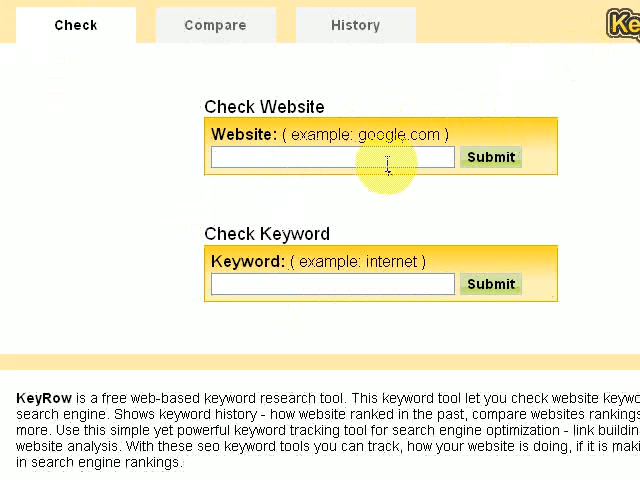 Check Compare History
Check Website
Website: ( example: google.com )
Submit
Check Keyword
Keyword: ( example: internet )
Submit
KeyRow is a free web-based keyword research tool. This keyword tool let you check website
search engine. Shows keyword history - how website ranked in the past, compare websites rankings
more. Use this simple yet powerful keyword tracking tool for search engine optimization - link
website analysis. With these seo keyword tools you can track, how your website is doing, if it is
in search engine rankings.